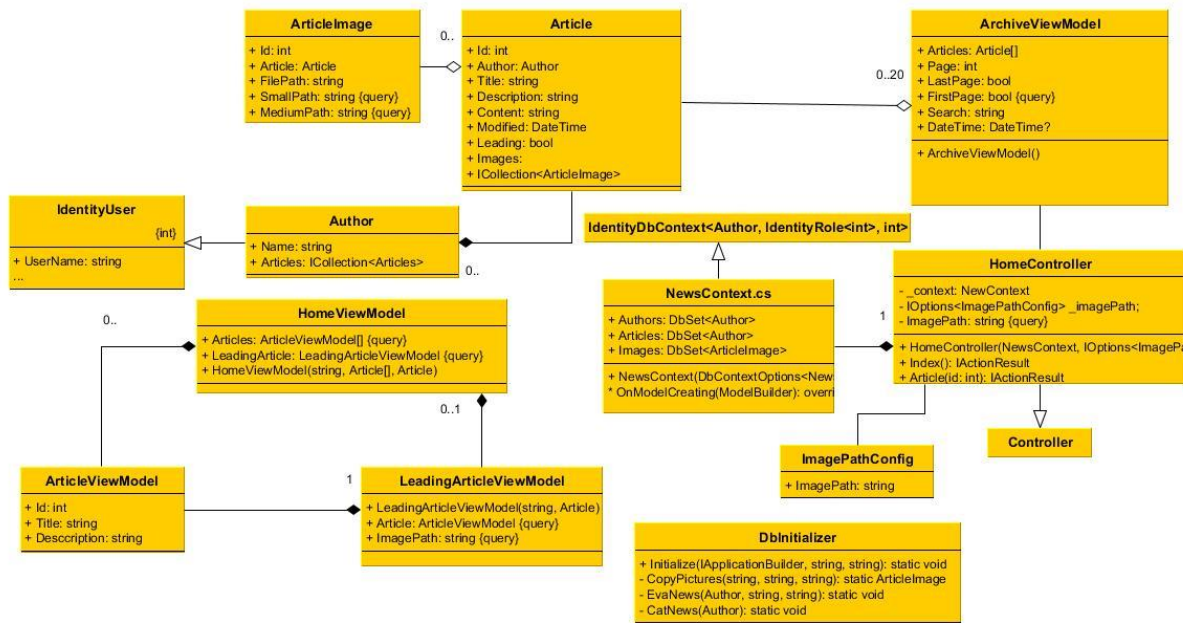 ArticleImage
+ Id: int
+ Article: Article
+ FilePath: string
+ SmallPath: string {query}
+ MediumPath: string {query}
0..
Article
+ Id: int
+ Author: Author
+ Title: string
+ Description: string
+ Content: string
+ Modified: DateTime
+ Leading: bool
+ Images:
+ ICollection<ArticleImage>
0..20
ArchiveViewModel
+ Articles: Article[]
+ Page: int
+ LastPage: bool
+ FirstPage: bool {query}
+ Search: string
+ DateTime: DateTime?
+ ArchiveViewModel()
IdentityUser
{int}
+ UserName: string
...
Author
+ Name: string
+ Articles: ICollection<Articles>
0..
IdentityDbContext<Author, IdentityRole<int>, int>
NewsContext.cs
+ Authors: DbSet<Author>
+ Articles: DbSet<Author>
+ Images: DbSet<ArticleImage>
+ NewsContext(DbContextOptions<New
* OnModelCreating(ModelBuilder): overri
1
HomeController
- _context: NewContext
- IOptions<ImagePathConfig> _imagePath;
- ImagePath: string {query}
+ HomeController(NewsContext, IOptions<ImagePa
+ Index(): IActionResult
+ Article(id: int): IActionResult
0..
HomeViewModel
+ Articles: ArticleViewModel[] {query}
+ LeadingArticle: LeadingArticleViewModel {query}
+ HomeViewModel(string, Article[], Article)
0..1
Controller
ImagePathConfig
+ ImagePath: string
ArticleViewModel
+ Id: int
+ Title: string
+ Desccription: string
1
LeadingArticleViewModel
+ LeadingArticleViewModel(string, Article)
+ Article: ArticleViewModel {query}
+ ImagePath: string {query}
DbInitializer
+ Initialize(IApplicationBuilder, string, string): static void
- CopyPictures(string, string, string): static ArticleImage
- EvaNews(Author, string, string): static void
- CatNews(Author): static void